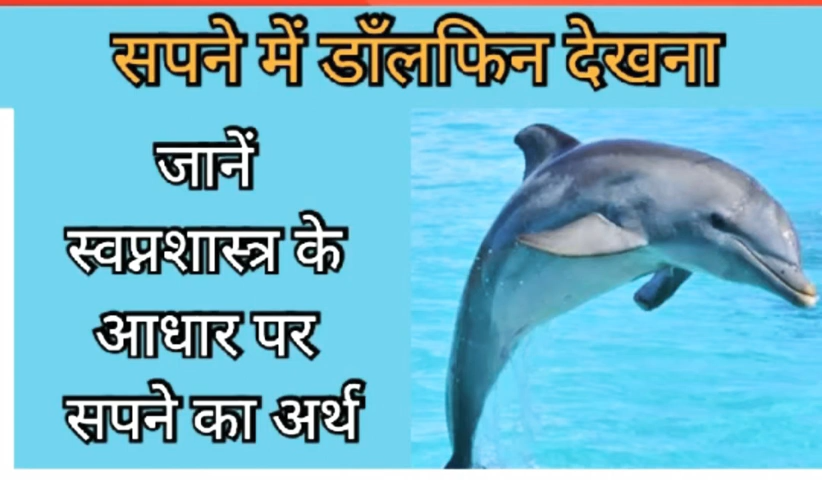 सपने में डॉंलफिन देखना
जानें
स्वप्नशास्त्र के
आधार पर
सपने का अर्थ